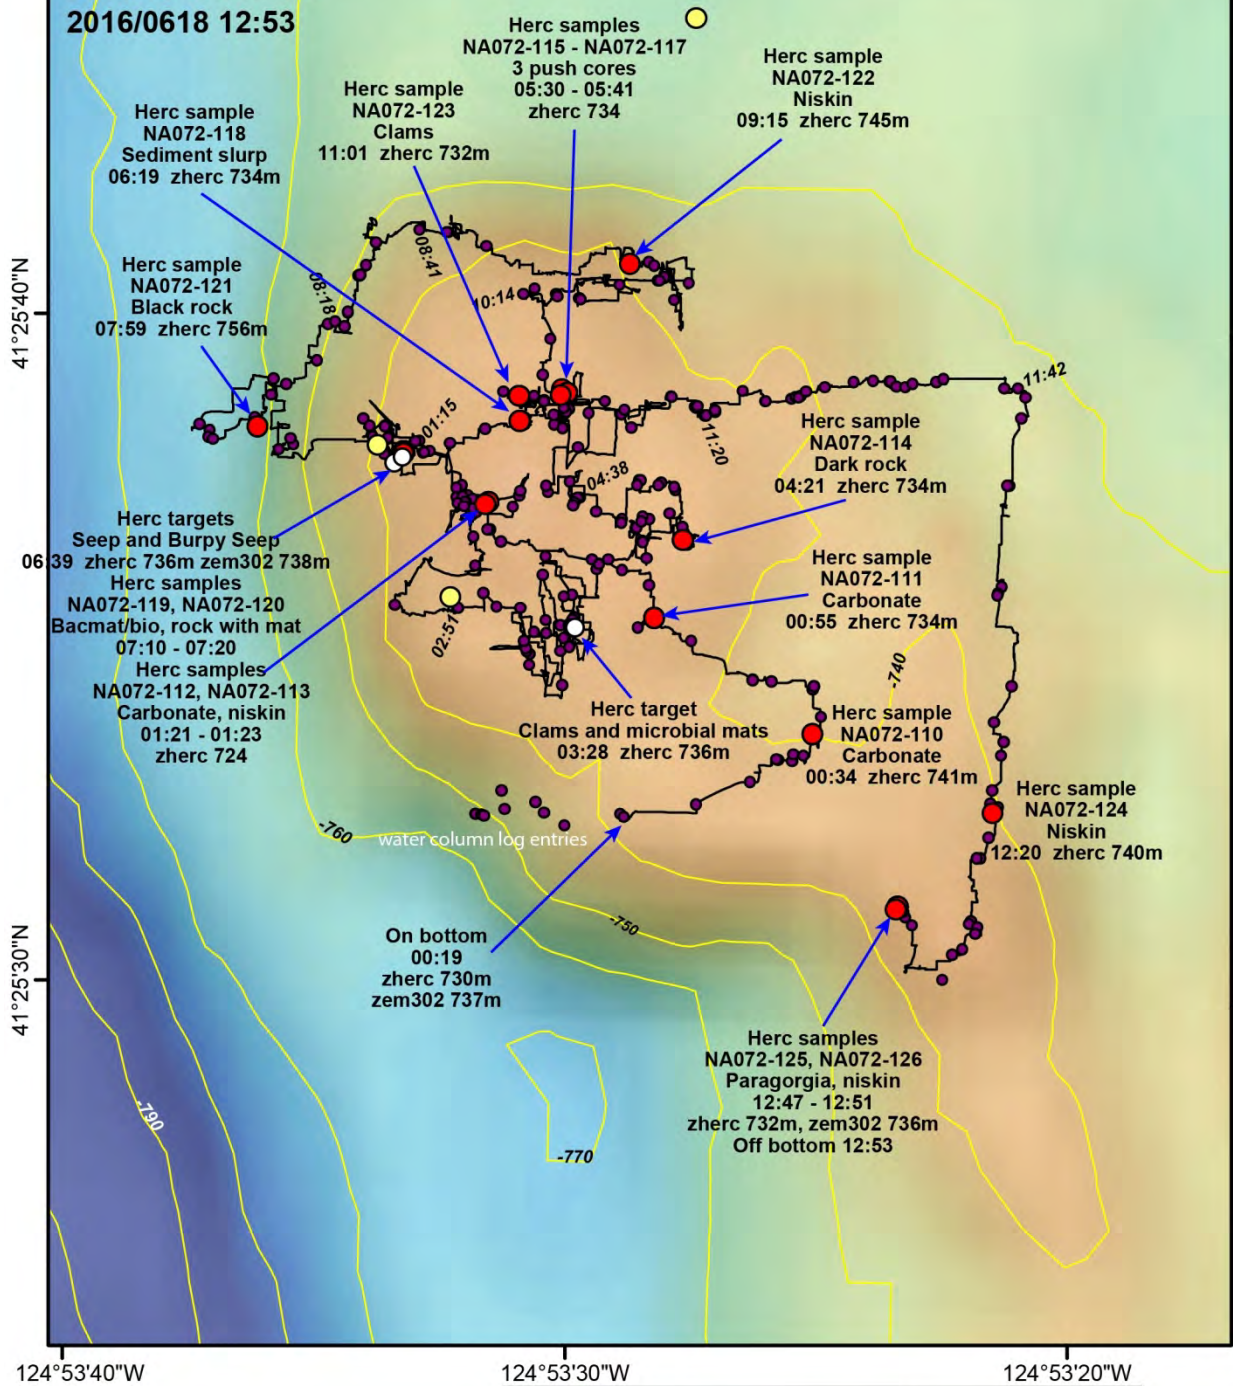 2016/0618 12:53
Herc samples
NA072-115 - NA072-117
3 push cores
05:30 - 05:41
zherc 734
Herc sample
NA072-122
Niskin
09:15 zherc 745m
Herc sample
NA072-123
Clams
11:01 zherc 732m
Herc sample
NA072-118
Sediment slurp
06:19 zherc 734m
Herc sample
NA072-121
Black rock
07:59 zherc 756m
08:41
08:18
10:14
11:42
01:15
11:20
04:38
Herc sample
NA072-114
Dark rock
04:21 zherc 734m
Herc targets
Seep and Burpy Seep
06:39 zherc 736m zem302 738m
Herc samples
NA072-119, NA072-120
Bacmat/bio, rock with mat
07:10 - 07:20
Herc samples
NA072-112, NA072-113
Carbonate, niskin
01:21 - 01:23
zherc 724
02:51
Herc sample
NA072-111
Carbonate
00:55 zherc 734m
-740
Herc target
Clams and microbial mats
03:28 zherc 736m
Herc sample
NA072-110
Carbonate
00:34 zherc 741m
Herc sample
NA072-124
Niskin
12:20 zherc 740m
-760
water column log entries
-750
On bottom
00:19
zherc 730m
zem302 737m
Herc samples
NA072-125, NA072-126
Paragorgia, niskin
12:47 - 12:51
zherc 732m, zem302 736m
Off bottom 12:53
-790
-770
41°25'40"N
41°25'30"N
124°53'40"W
124°53'30"W
124°53'20"W